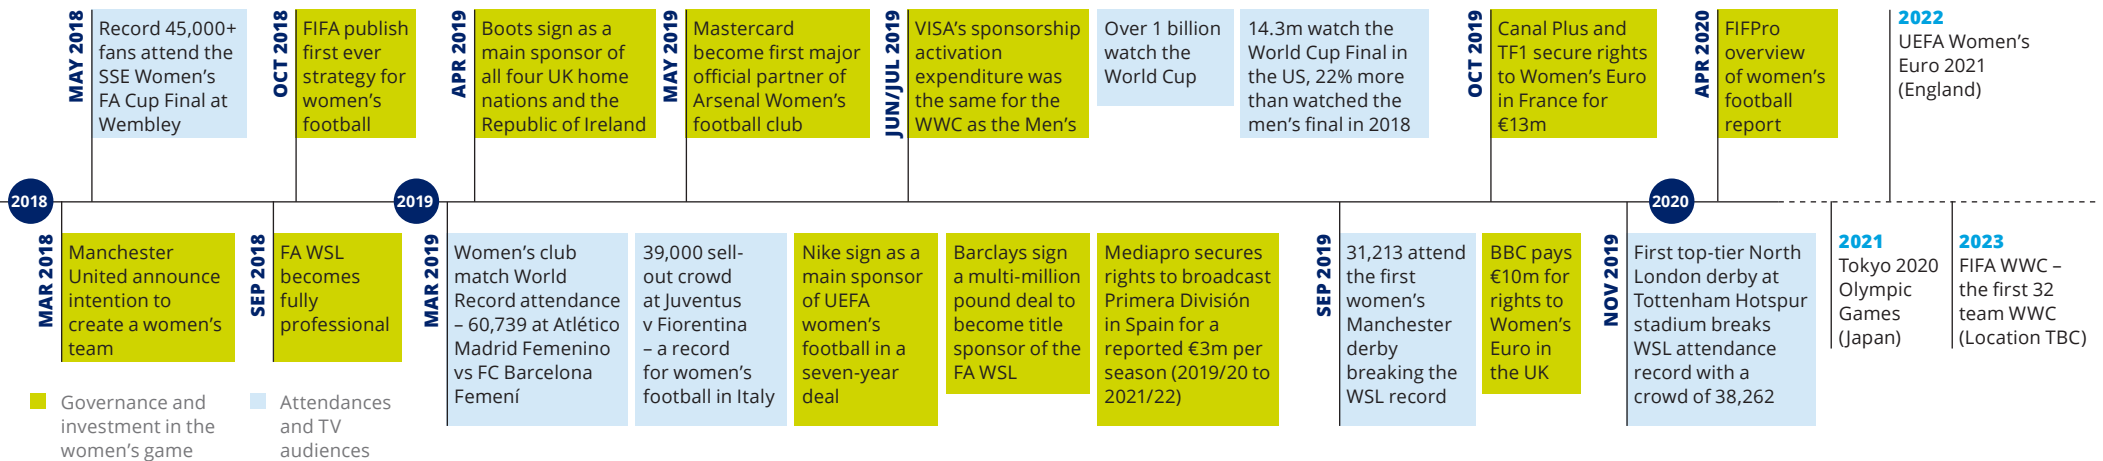 MAY 2018
Record 45,000+
fans attend the
SSE Women’s
FA Cup Final at
Wembley
OCT 2018
FIFA publish
first ever
strategy for
women’s
football
APR 2019
Boots sign as a
main sponsor of
all four UK home
nations and the
Republic of Ireland
MAY 2019
Mastercard
become first major
official partner of
Arsenal Women’s
football club
JUN/JUL 2019
VISA’s sponsorship
activation
expenditure was
the same for the
WWC as the Men’s
Over 1 billion
watch the
World Cup
14.3m watch the
World Cup Final in
the US, 22% more
than watched the
men’s final in 2018
OCT 2019
Canal Plus and
TF1 secure rights
to Women’s Euro
in France for
€13m
APR 2020
FIFPro
overview
of women’s
football
report
2022
UEFA Women’s
Euro 2021
(England)
2018
2019
2020
MAR 2018
Manchester
United announce
intention to
create a women’s
team
SEP 2018
FA WSL
becomes
fully
professional
MAR 2019
Women’s club
match World
Record attendance
– 60,739 at Atlético
Madrid Femenino
vs FC Barcelona
Femení
39,000 sell-
out crowd
at Juventus
v Fiorentina
– a record
for women’s
football in Italy
Nike sign as a
main sponsor
of UEFA
women’s
football in a
seven-year
deal
Barclays sign
a multi-million
pound deal to
become title
sponsor of the
FA WSL
Mediapro secures
rights to broadcast
Primera División
in Spain for a
reported €3m per
season (2019/20 to
2021/22)
SEP 2019
31,213 attend
the first
women’s
Manchester
derby
breaking the
WSL record
BBC pays
€10m for
rights to
Women’s
Euro in
the UK
NOV 2019
First top-tier North
London derby at
Tottenham Hotspur
stadium breaks
WSL attendance
record with a
crowd of 38,262
2021
Tokyo 2020
Olympic
Games
(Japan)
2023
FIFA WWC –
the first 32
team WWC
(Location TBC)
Governance and
investment in the
women’s game
Attendances
and TV
audiences